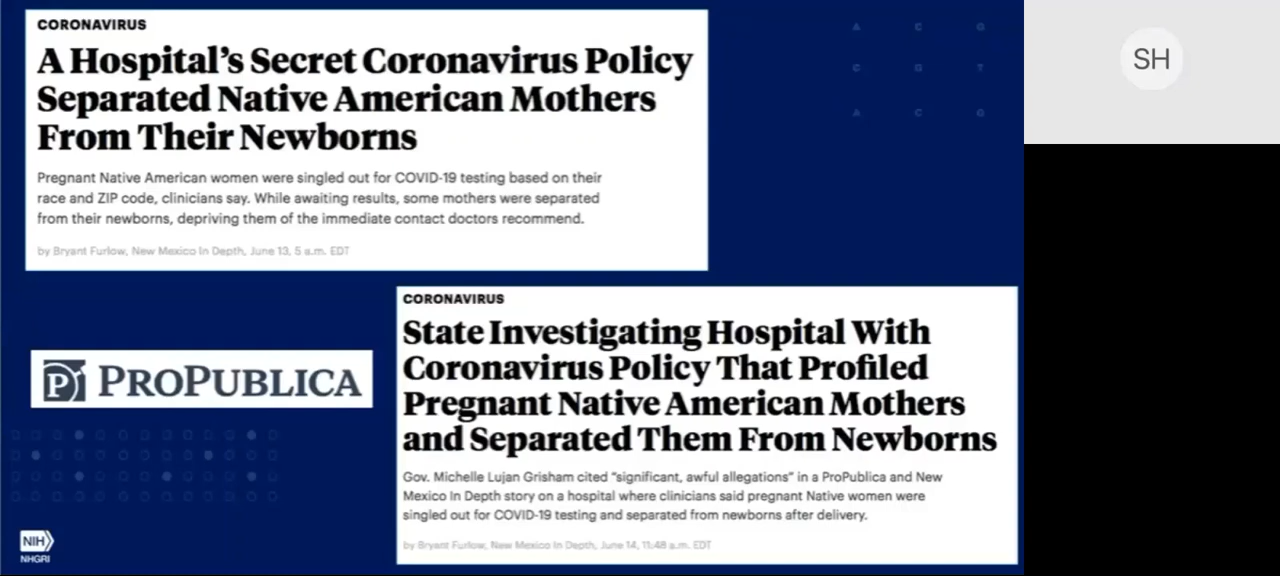 CORONAVIRUS
A Hospital's Secret Coronavirus Policy
Separated Native American Mothers
From Their Newborns
Pregnant Native American women were singled out for COVID-19 testing based on their
race and ZIP code, clinicians say. While awaiting results, some mothers were separated
from their newborns, depriving them of the immediate contact doctors recommend.
by Bryant Furlow, New Mexico In Depth, June 13, 5 a.m. EDT
SH
A C G
C G T
A C G
CORONAVIRUS
State Investigating Hospital With
Coronavirus Policy That Profiled
Pregnant Native American Mothers
and Separated Them From Newborns
Gov. Michelle Lujan Grisham cited "significant, awful allegations" in a ProPublica and New
Mexico In Depth story on a hospital where clinicians said pregnant Native women were
singled out for COVID-19 testing and separated from newborns after delivery.
by Bryant Furlow, New Mexico In Depth, June 14, 11:48 a.m. EDT
P PROPUBLICA
NIH
NHGRI